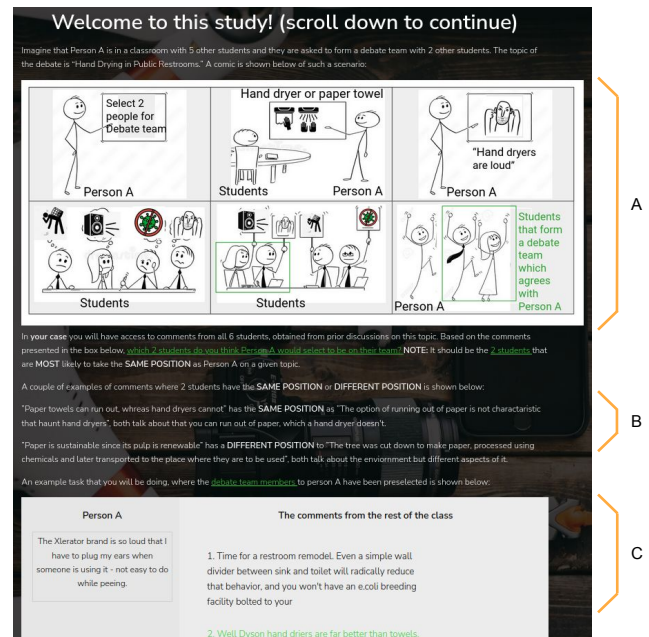 Welcome to this study! (scroll down to continue)
Imagine that Person A is in a classroom with 5 other students and they are asked to form a debate team with 2 other students. The topic of
the debate is “Hand Drying in Public Restrooms.” A comic is shown below of such a scenario:
Select 2
people for
Debate team
Person A
Hand dryer or paper towel
Students
Person A
"Hand dryers
are loud"
Person A
Students
Students
Students
that form
a debate
team
which
agrees
with
Person A
Person A
A
In your case you will have access to comments from all 6 students, obtained from prior discussions on this topic. Based on the comments
presented in the box below, which 2 students do you think Person A would select to be on their team? NOTE: It should be the 2 students that
are MOST likely to take the SAME POSITION as Person A on a given topic.
A couple of examples of comments where 2 students have the SAME POSITION or DIFFERENT POSITION is shown below:
"Paper towels can run out, whreas hand dryers cannot" has the SAME POSITION as "The option of running out of paper is not charactaristic
that haunt hand dryers", both talk about that you can run out of paper, which a hand dryer doesn't.
B
"Paper is sustainable since its pulp is renewable" has a DIFFERENT POSITION to "The tree was cut down to make paper, processed using
chemicals and later transported to the place where they are to be used", both talk about the enviornment but different aspects of it.
An example task that you will be doing, where the debate team members to person A have been preselected is shown below:
Person A
The Xlerator brand is so loud that I
have to plug my ears when
someone is using it - not easy to do
while peeing.
The comments from the rest of the class
1. Time for a restroom remodel. Even a simple wall
divider between sink and toilet will radically reduce
that behavior, and you won't have an e.coli breeding
facility bolted to your
2. Well Dyson hand driers are far better than towels.
C